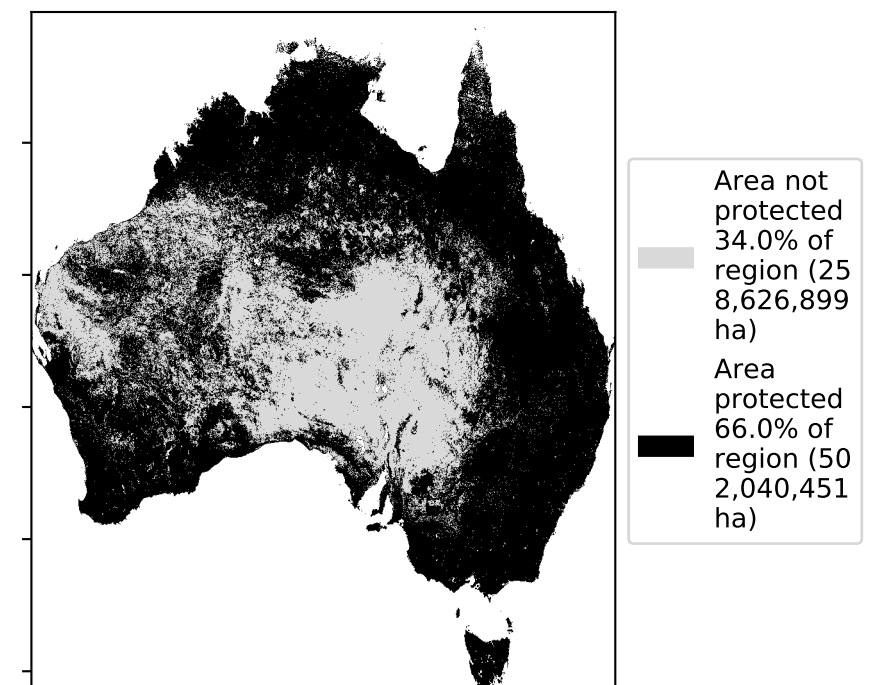 Area not
protected
34.0% of
region (25
8,626,899
ha)
Area
protected
66.0% of
region (50
2,040,451
ha)